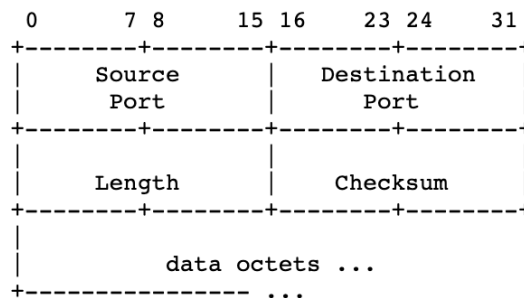 0 7 8 15 16 23 24 31
+--------+--------+--------+--------+
| Source | Destination |
| Port | Port |
+--------+--------+--------+--------+
| | |
| Length | Checksum |
+--------+--------+--------+--------+
|
| data octets ...
+---------------- ...